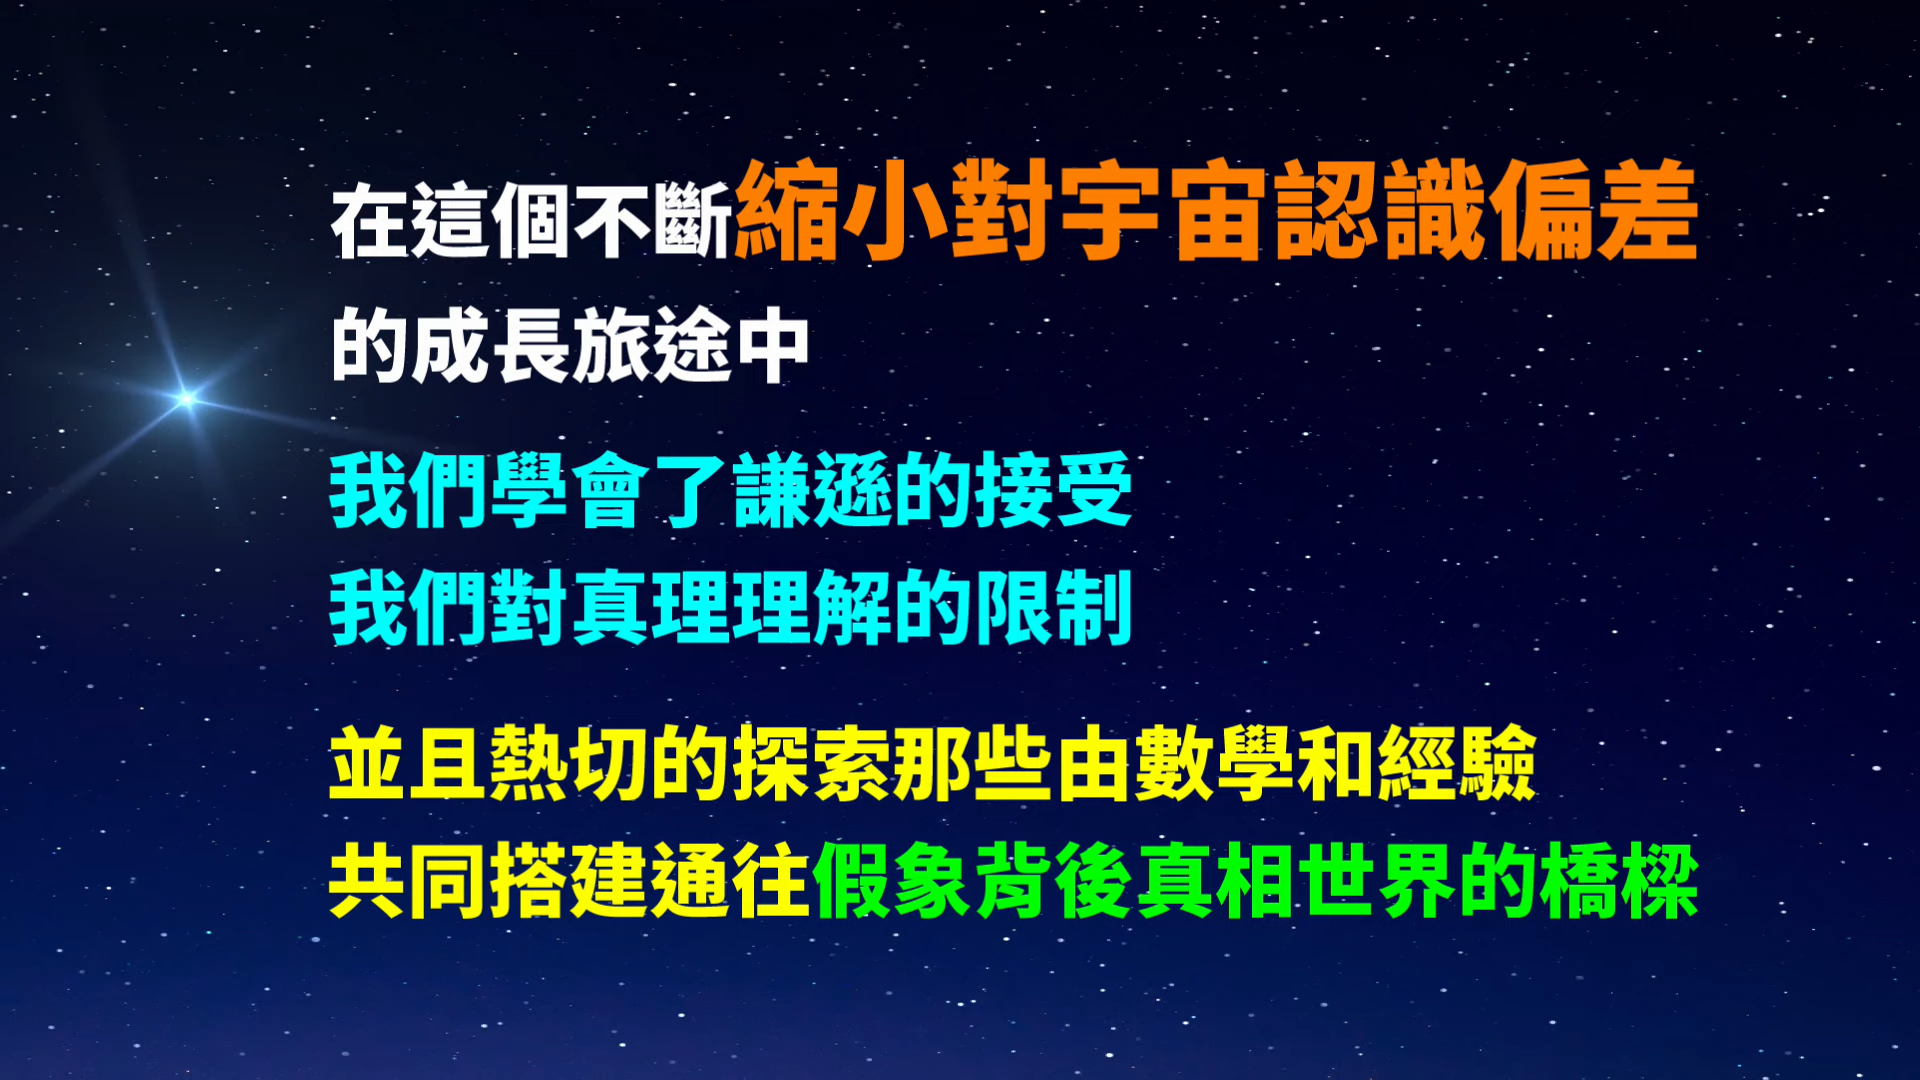 在這個不斷縮小對宇宙認識偏差
的成長旅途中
我們學會了謙遜的接受
我們對真理理解的限制
並且熱切的探索那些由數學和經驗
共同搭建通往假象背後真相世界的橋樑